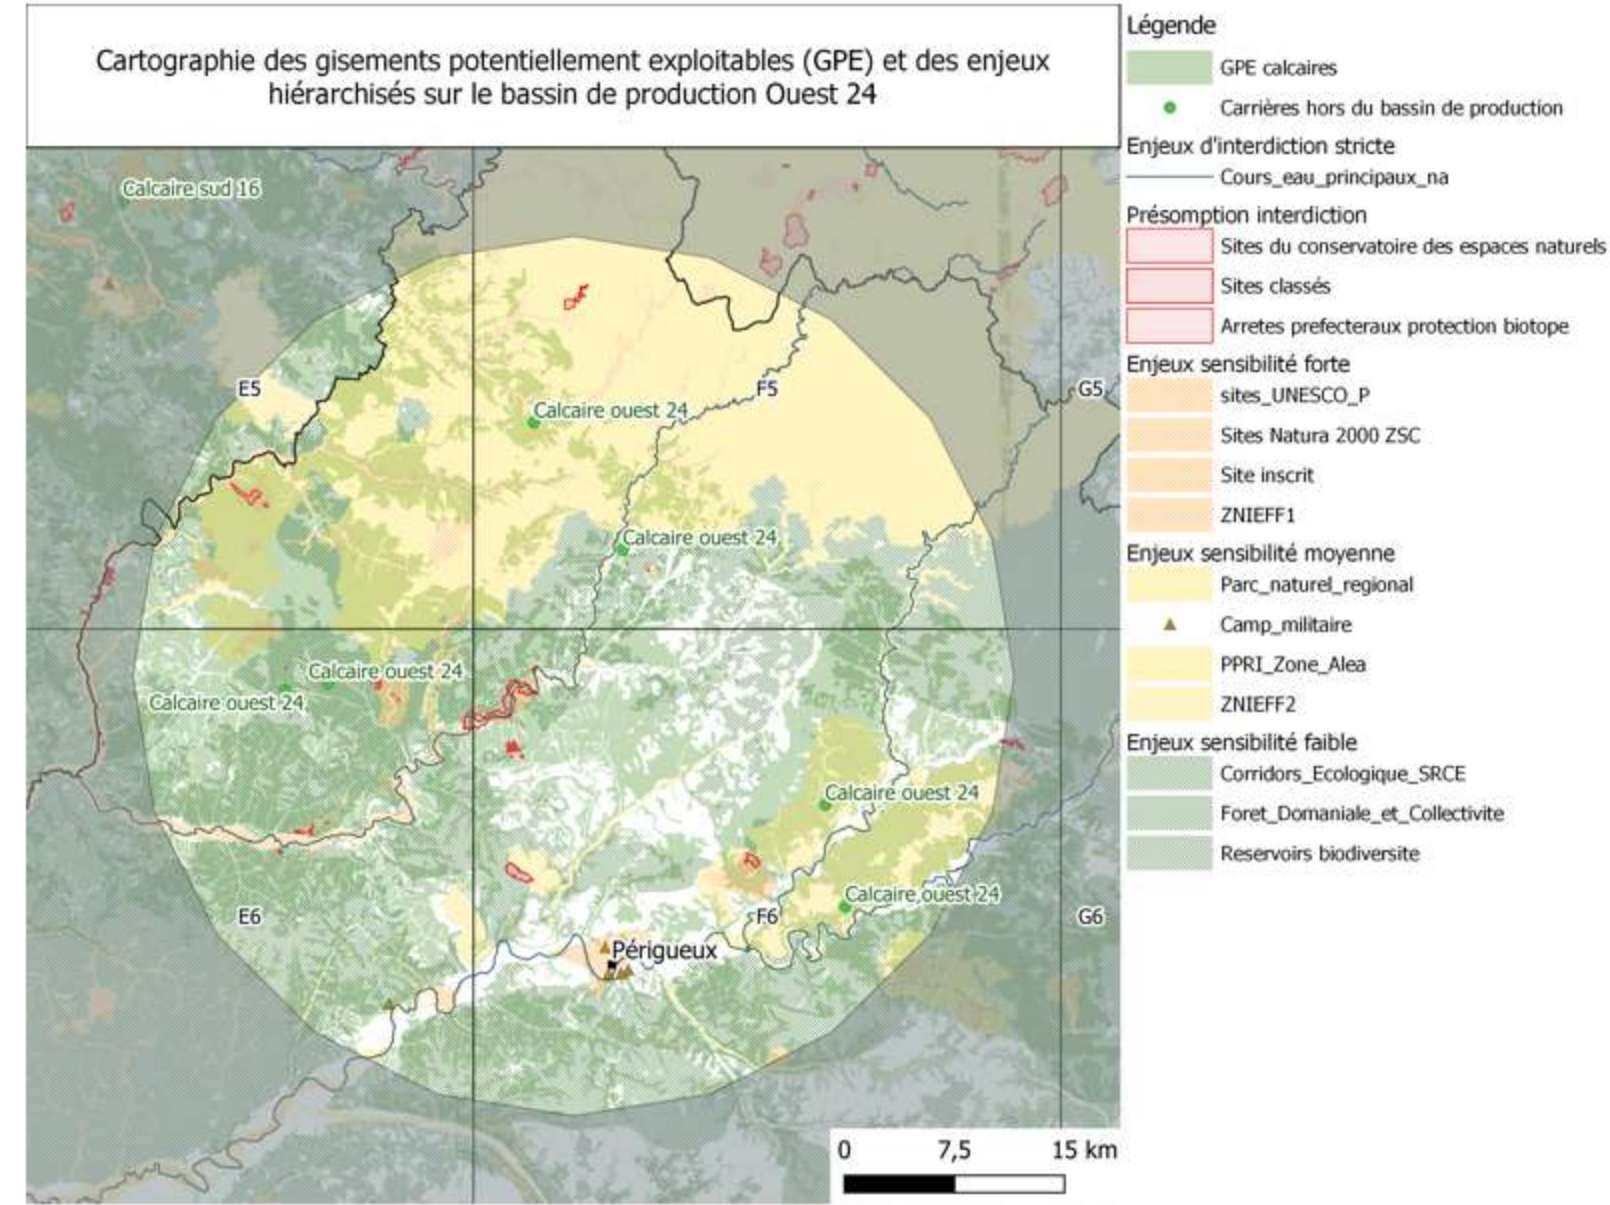 Cartographie des gisements potentiellement exploitables (GPE) et des enjeux
hiérarchisés sur le bassin de production Ouest 24
Calcaire sud 16
E5
F5
G5
Calcaire ouest 24
Calcaire ouest 24
Calcaire ouest 24
Calcaire ouest 24
Calcaire ouest 24
Calcaire ouest 24
E6
F6
G6
Périgueux
0 7,5 15 km
Légende
GPE calcaires
Carrières hors du bassin de production
Enjeux d'interdiction stricte
Cours_eau_principaux_na
Présomption interdiction
Sites du conservatoire des espaces naturels
Sites classés
Arretes prefecteraux protection biotope
Enjeux sensibilité forte
sites_UNESCO_P
Sites Natura 2000 ZSC
Site inscrit
ZNIEFF1
Enjeux sensibilité moyenne
Parc_naturel_regional
Camp_militaire
PPRI_Zone_Alea
ZNIEFF2
Enjeux sensibilité faible
Corridors_Ecologique_SRCE
Foret_Domaniale_et_Collectivite
Reservoirs biodiversite